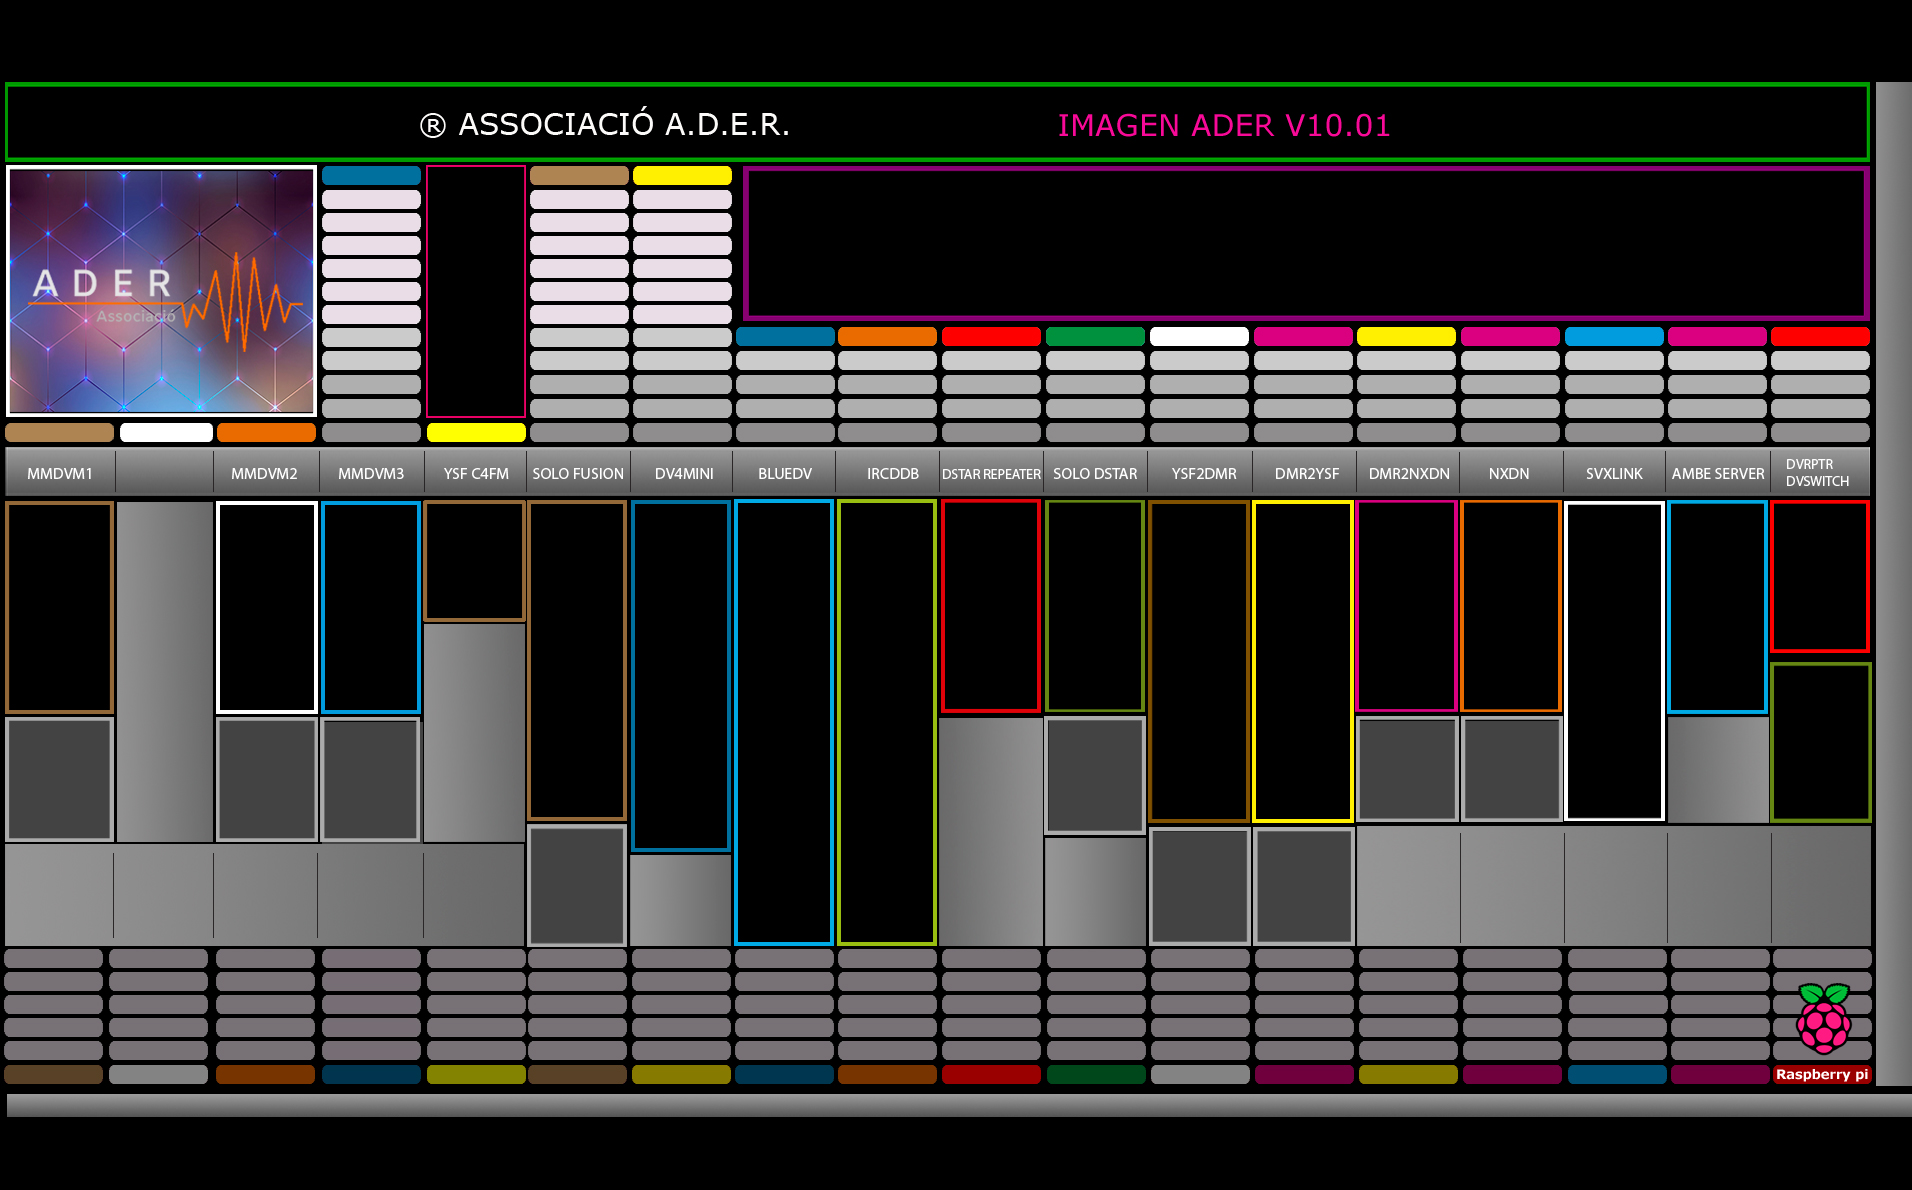 ® ASSOCIACIÓ A.D.E.R.
IMAGEN ADER V10.01
ADER
Associació
MMDVM1
MMDVM2
MMDVM3
YSF C4FM
SOLO FUSION
DV4MINI
BLUEDV
IRCDDB
DSTAR REPEATER
SOLO DSTAR
YSF2DMR
DMR2YSF
DMR2NXDN
NXDN
SVXLINK
AMBE SERVER
DVRPTR
DVSWITCH
Raspberry pi